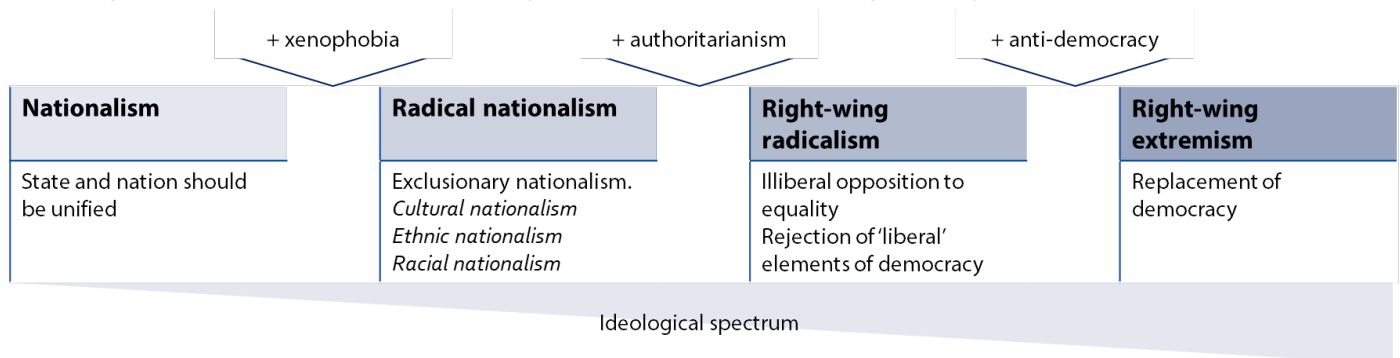 + xenophobia
+ authoritarianism
+ anti-democracy
Nationalism
State and nation should
be unified
Radical nationalism
Exclusionary nationalism.
Cultural nationalism
Ethnic nationalism
Racial nationalism
Right-wing
radicalism
Illiberal opposition to
equality
Rejection of ‘liberal’
elements of democracy
Right-wing
extremism
Replacement of
democracy
Ideological spectrum